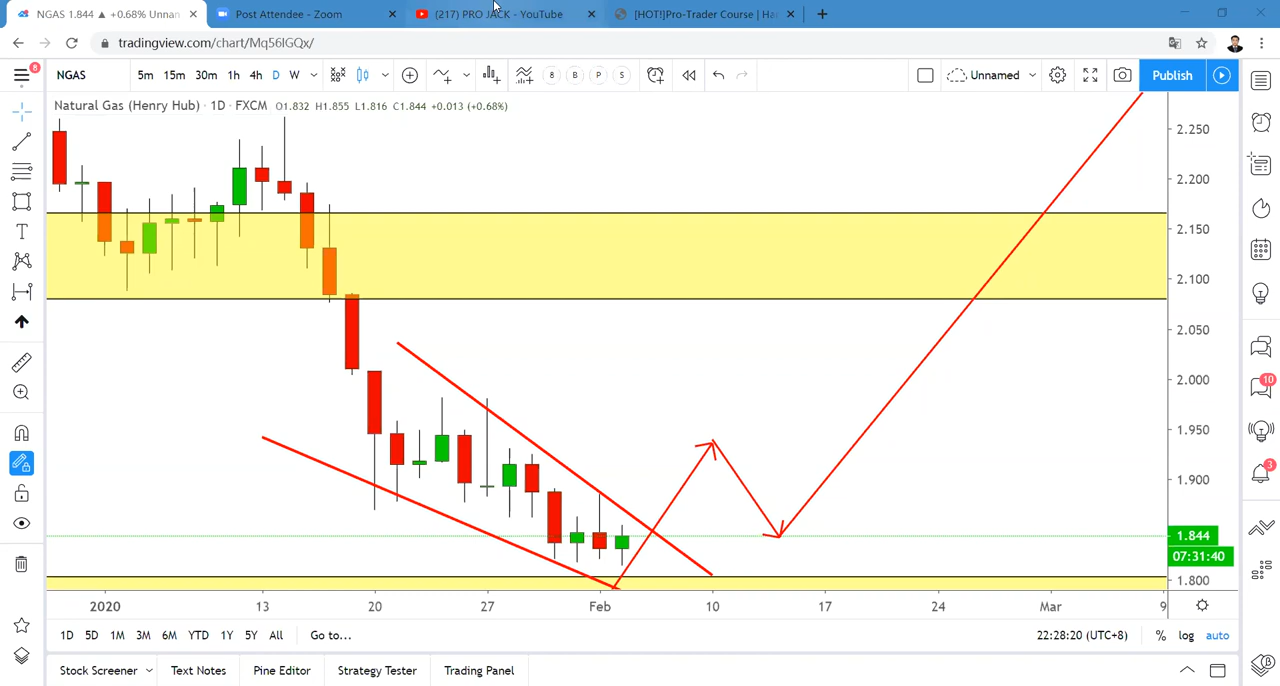 NGAS 1.844 ▲ +0.68% Unnan
Post Attendee - Zoom
(217) PRO JACK - YouTube
[HOT!]Pro-Trader Course | Ha
tradingview.com/chart/Mq56IGQx/
8
NGAS
5m 15m 30m 1h 4h D W
8 B P S
Unnamed
Publish
Natural Gas (Henry Hub) · 1D · FXCM O1.832 H1.855 L1.816 C1.844 +0.013 (+0.68%)
2.250
2.200
2.150
2.100
2.050
2.000
1.950
1.900
1.844
07:31:40
1.800
10
3
2020 13 20 27 Feb 10 17 24 Mar 9
1D 5D 1M 3M 6M YTD 1Y 5Y All Go to...
22:28:20 (UTC+8) % log auto
Stock Screener Text Notes Pine Editor Strategy Tester Trading Panel